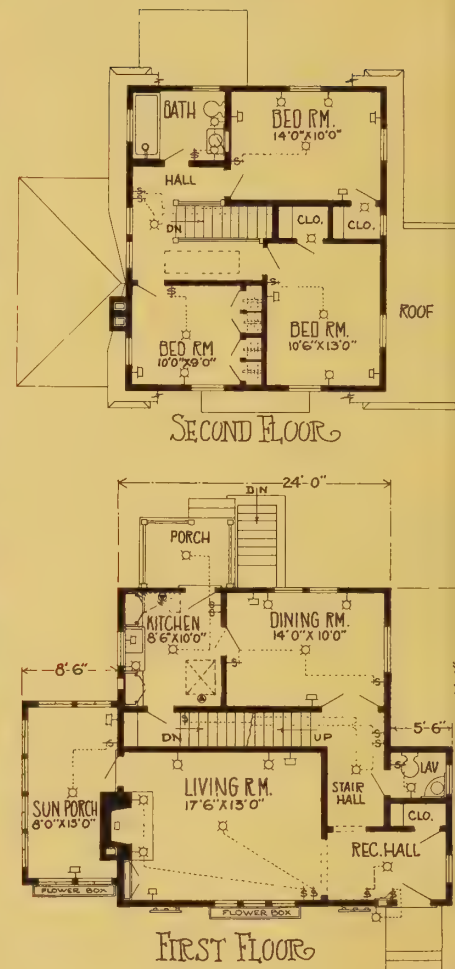 BATH
BED RM.
14'0"X10'0"
HALL
DN
CLO.
CLO.
BED RM
10'0"X9'0"
BED RM.
10'6"X13'0"
ROOF
SECOND FLOOR
24'-0"
DN
PORCH
KITCHEN
8'6"X10'0"
DINING RM.
14'0"X10'0"
8'-6"
5'-6"
DN
UP
LAV
SUN PORCH
8'0"X13'0"
LIVING RM.
17'6"X13'0"
STAIR
HALL
CLO.
REC. HALL
FLOWER BOX
FLOWER BOX
FIRST FLOOR